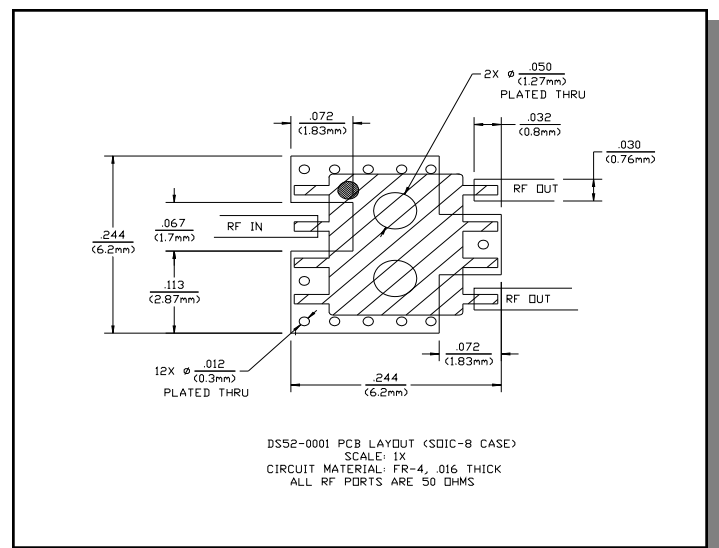 2X ø .050
(1.27mm)
PLATED THRU
.072
(1.83mm)
.032
(0.8mm)
.030
(0.76mm)
RF OUT
RF IN
.067
(1.7mm)
.244
(6.2mm)
.113
(2.87mm)
RF OUT
.072
(1.83mm)
12X ø .012
(0.3mm)
PLATED THRU
.244
(6.2mm)
DS52-0001 PCB LAYOUT (SOIC-8 CASE)
SCALE: 1X
CIRCUIT MATERIAL: FR-4, .016 THICK
ALL RF PORTS ARE 50 OHMS